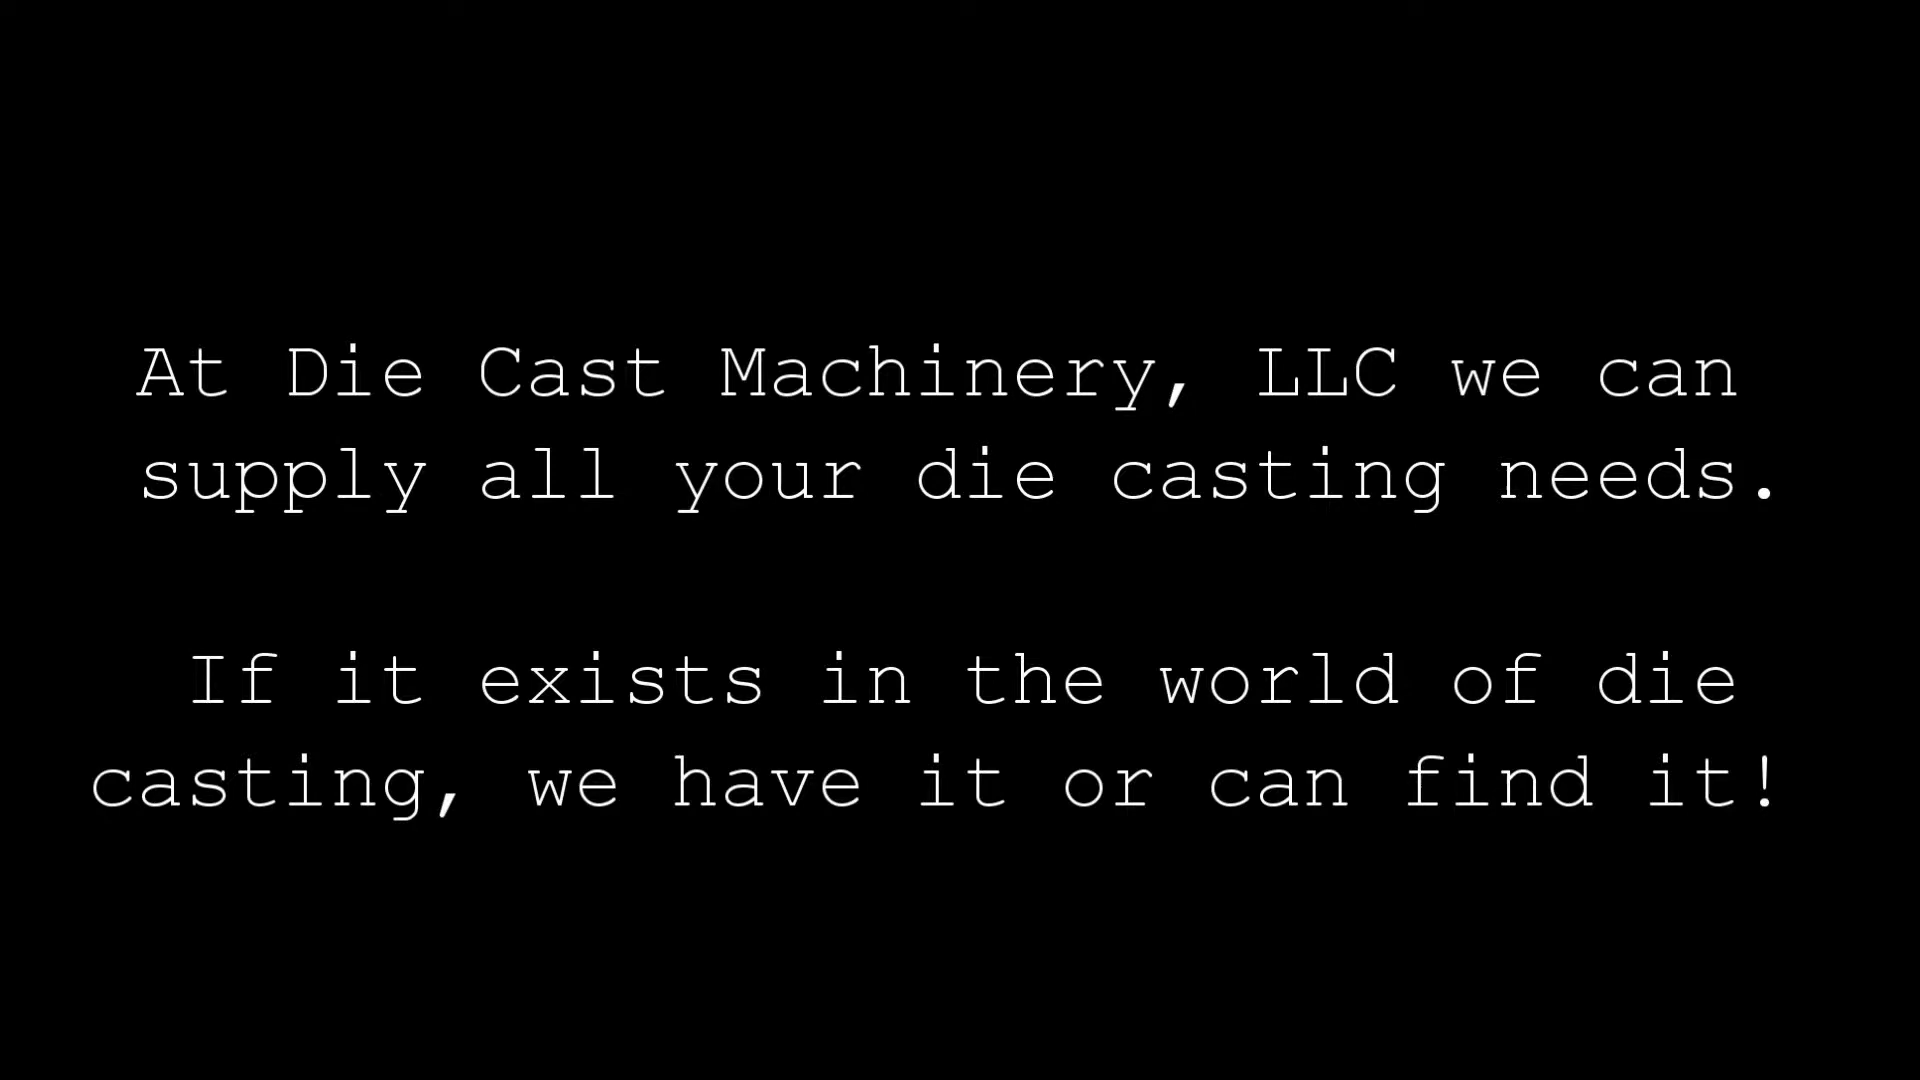 At Die Cast Machinery, LLC we can
supply all your die casting needs.
If it exists in the world of die
casting, we have it or can find it!